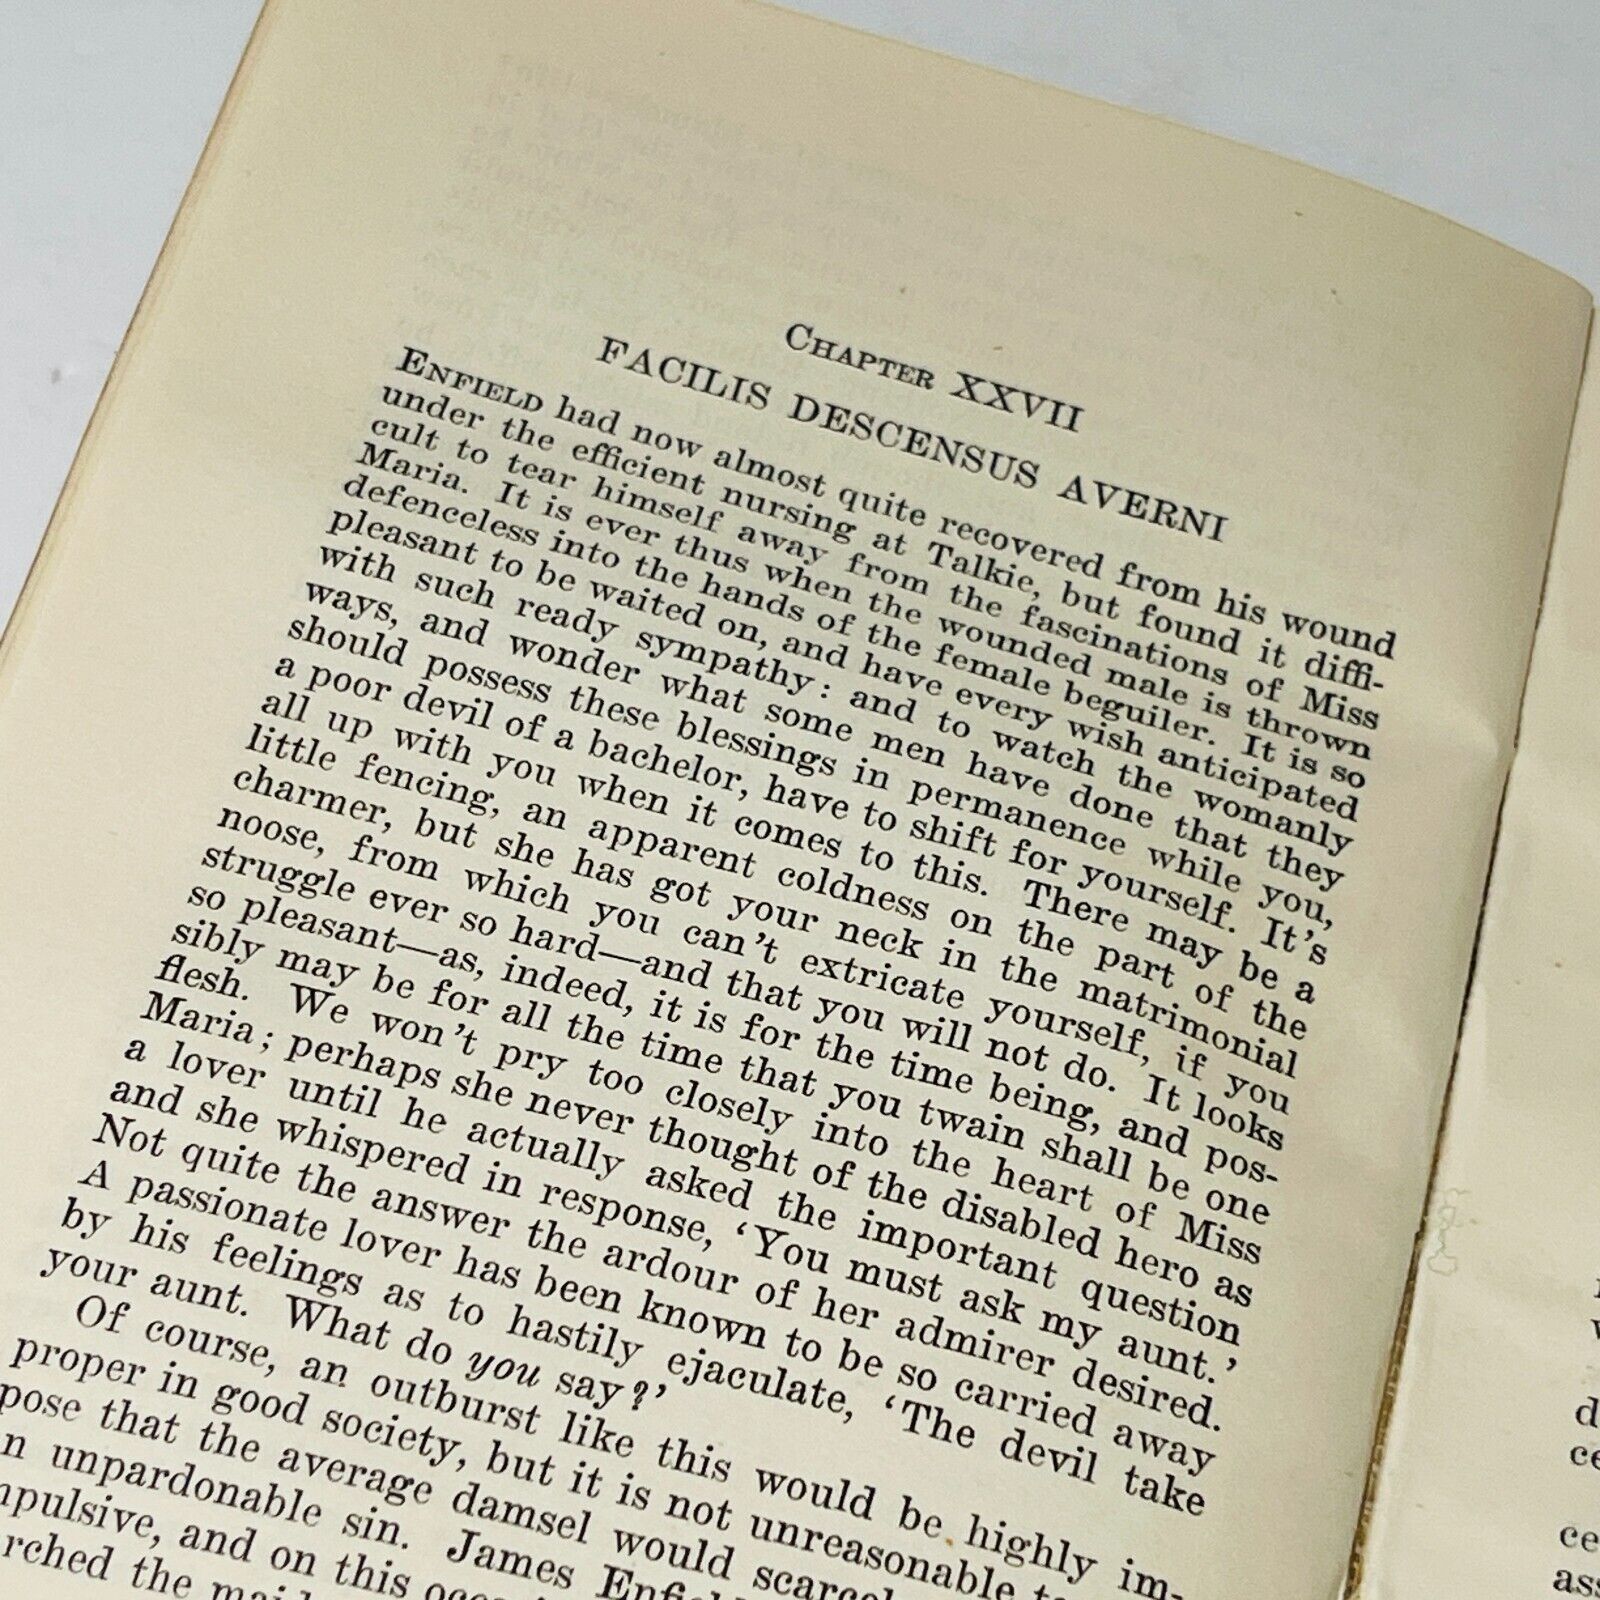 CHAPTER XXVII
FACILIS DESCENSUS AVERNI
ENFIELD had now almost quite recovered from his wound
under the efficient nursing at Talkie, but found it diffi-
cult to tear himself away from the fascinations of Miss
Maria. It is ever thus when the wounded male is thrown
defenceless into the hands of the female beguiler. It is so
pleasant to be waited on, and have every wish anticipated
with such ready sympathy: and to watch the womanly
ways, and wonder what some men have done that they
should possess these blessings in permanence while you,
a poor devil of a bachelor, have to shift for yourself. It's
all up with you when it comes to this. There may be a
little fencing, an apparent coldness on the part of the
charmer, but she has got your neck in the matrimonial
noose, from which you can't extricate yourself, if you
struggle ever so hard—and that you will not do. It looks
so pleasant—as, indeed, it is for the time being, and pos-
sibly may be for all the time that you twain shall be one
flesh. We won't pry too closely into the heart of Miss
Maria; perhaps she never thought of the disabled hero as
a lover until he actually asked the important question
and she whispered in response, 'You must ask my aunt.'
Not quite the answer the ardour of her admirer desired.
A passionate lover has been known to be so carried away
by his feelings as to hastily ejaculate, 'The devil take
your aunt. What do you say?'
Of course, an outburst like this would be highly im-
proper in good society, but it is not unreasonable to
pose that the average damsel would
n unpardonable sin. James Enfield
mpulsive, and on this
rched the